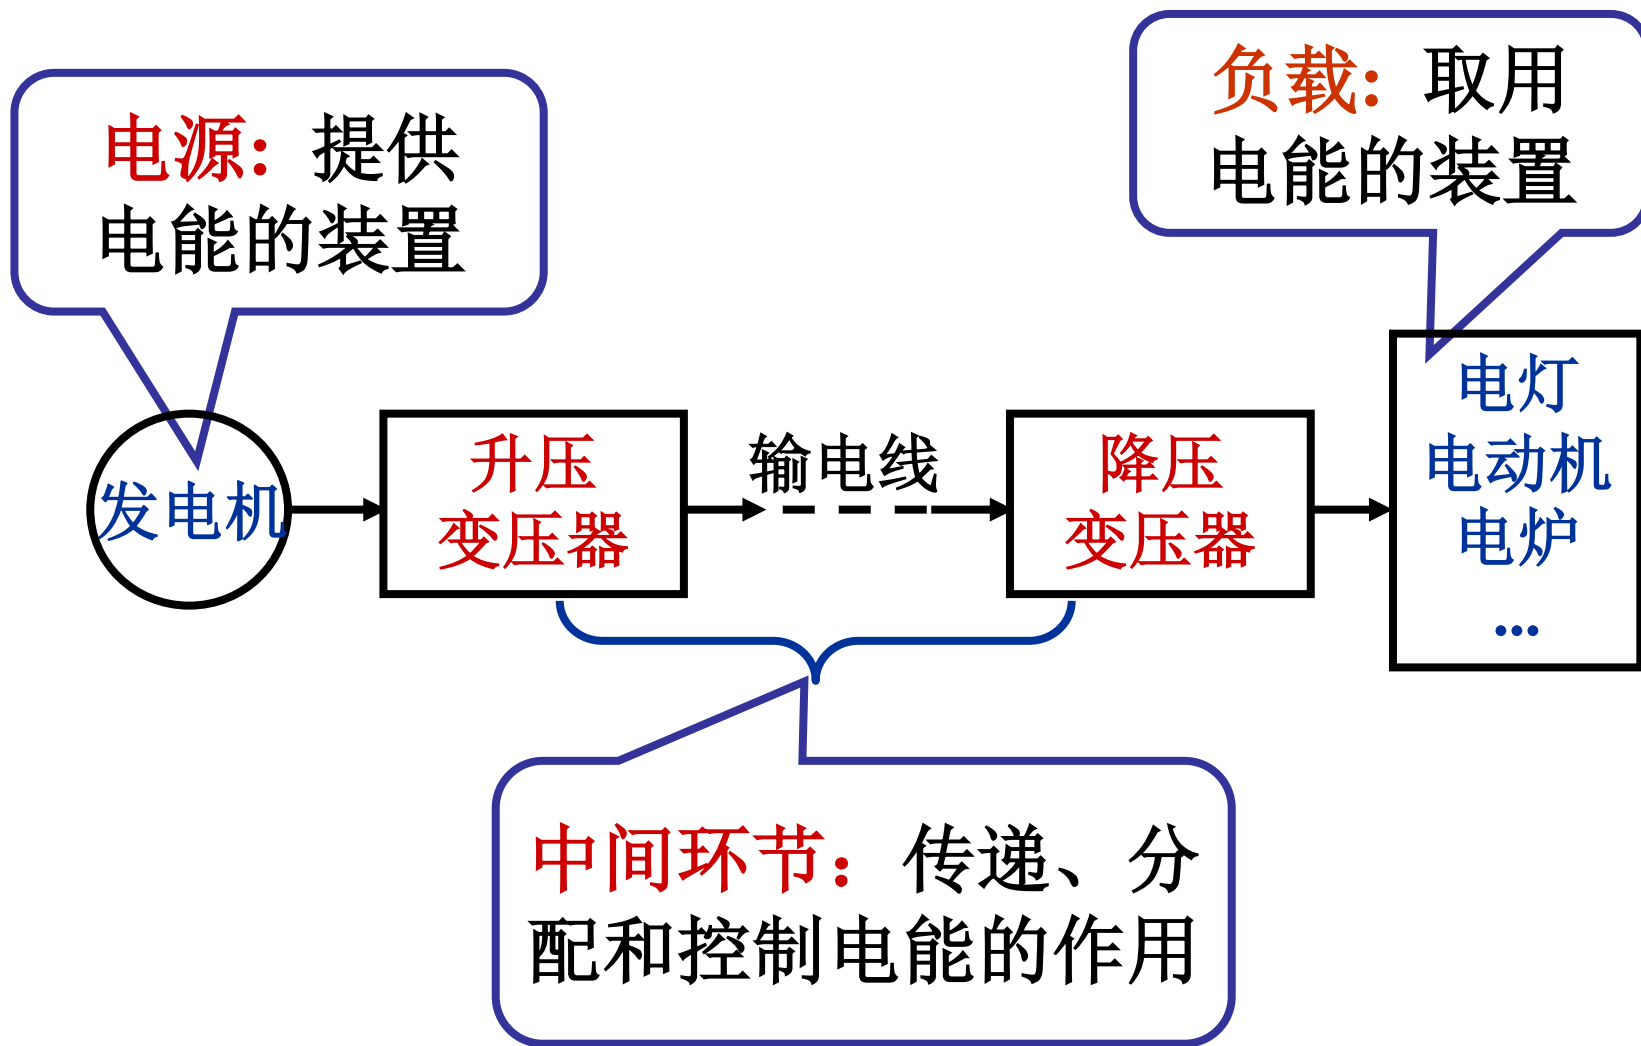 电源：提供
电能的装置
负载：取用
电能的装置
发电机
升压
变压器
输电线
降压
变压器
电灯
电动机
电炉
...
中间环节：传递、分
配和控制电能的作用